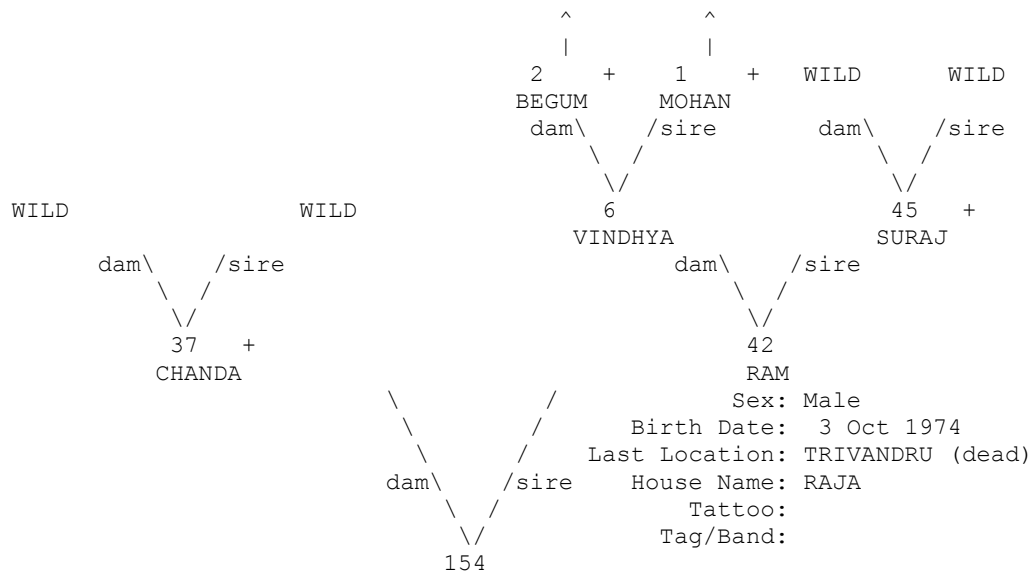 ^ ^
| |
2 + 1 + WILD WILD
BEGUM MOHAN
dam\ /sire dam\ /sire
\ / \ /
\/ \/
WILD WILD 6 45 +
VINDHYA SURAJ
dam\ /sire dam\ /sire
\ / \ /
\/ \/
37 + 42
CHANDA RAM
\ / Sex: Male
\ / Birth Date: 3 Oct 1974
\ / Last Location: TRIVANDRU (dead)
dam\ /sire House Name: RAJA
\ / Tattoo:
\/ Tag/Band:
154